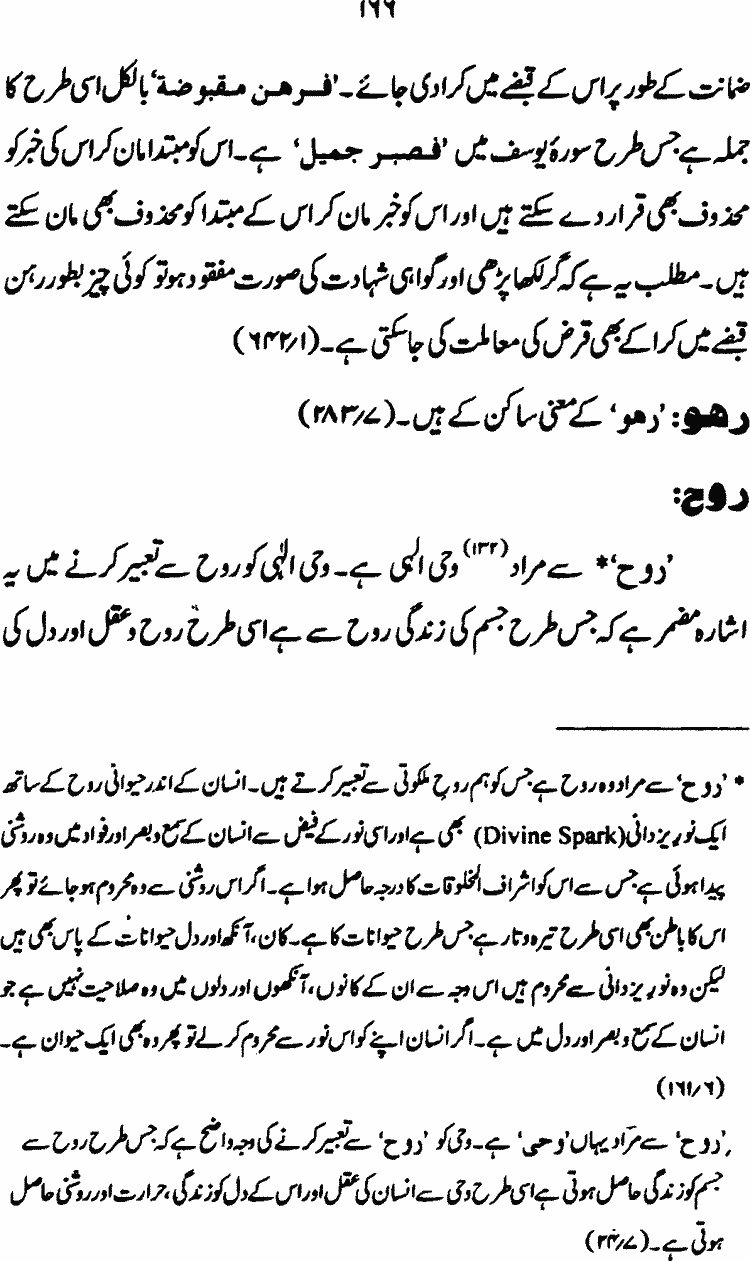 ۱۶۶
ضمانت کے طور پر اس کے قبضے میں کرا دی جائے۔ 'فرهن مقبوضة' بالکل اسی طرح کا
جملہ ہے جس طرح سورۂ یوسف میں 'فصبر جمیل' ہے۔ اس کو مبتدا مان کر اس کی خبر کو
محذوف بھی قرار دے سکتے ہیں اور اس کو خبر مان کر اس کے مبتدا کو محذوف بھی مان سکتے
ہیں۔ مطلب یہ ہے کہ گر لکھا پڑھی اور گواہی شہادت کی صورت مفقود ہو تو کوئی چیز بطور رہن
قبضے میں کرا کے بھی قرض کی معاملت کی جا سکتی ہے۔ (۶۴۲/۱)
رهو: 'رهو' کے معنی ساکن کے ہیں۔ (۲۸۳/۷)
روح:
'روح'* سے مراد (۱۳۲) وحی الٰہی ہے۔ وحی الٰہی کو روح سے تعبیر کرنے میں یہ
اشارہ مضمر ہے کہ جس طرح جسم کی زندگی روح سے ہے اسی طرح روح و عقل اور دل کی
* 'روح' سے مراد وہ روح ہے جس کو ہم روحِ ملکوتی سے تعبیر کرتے ہیں۔ انسان کے اندر حیوانی روح کے ساتھ
ایک نور یزدانی (Divine Spark) بھی ہے اور اسی نور کے فیض سے انسان کے سمع و بصر اور فواد میں وہ روشنی
پیدا ہوئی ہے جس سے اس کو اشراف المخلوقات کا درجہ حاصل ہوا ہے۔ اگر اس روشنی سے وہ محروم ہو جائے تو پھر
اس کا باطن بھی اسی طرح تیرہ و تار ہے جس طرح حیوانات کا ہے۔ کان، آنکھ اور دل حیوانات کے پاس بھی ہیں
لیکن وہ نور یزدانی سے محروم ہیں اس وجہ سے ان کے کانوں، آنکھوں اور دلوں میں وہ صلاحیت نہیں ہے جو
انسان کے سمع و بصر اور دل میں ہے۔ اگر انسان اپنے کو اس نور سے محروم کر لے تو پھر وہ بھی ایک حیوان ہے۔
(۱۶۱/۶)
'روح' سے مراد یہاں 'وحی' ہے۔ وحی کو 'روح' سے تعبیر کرنے کی وجہ واضح ہے کہ جس طرح روح سے
جسم کو زندگی حاصل ہوتی ہے اسی طرح وحی سے انسان کی عقل اور اس کے دل کو زندگی، حرارت اور روشنی حاصل
ہوتی ہے۔ (۲۴/۷)